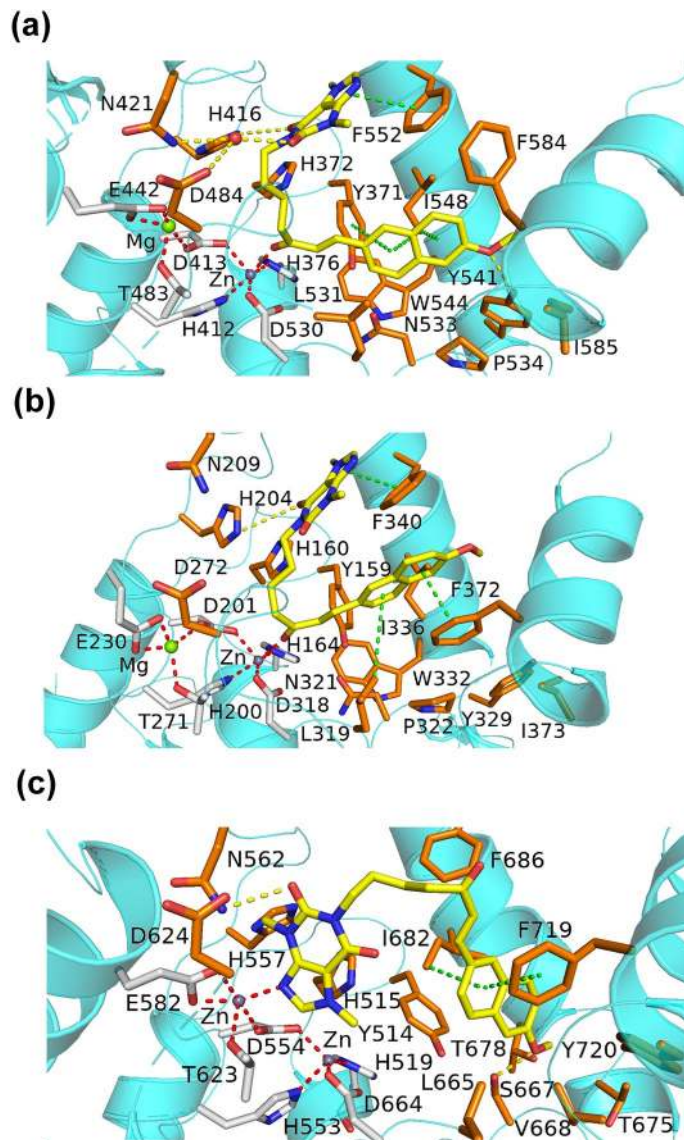 (a)
N421
H416
F552
F584
H372
E442
D484
Y371
I548
Mg
D413
Zn
H376
Y541
T483
L531
W544
H412
D530
N533
I585
P534
(b)
N209
H204
F340
H160
D272
Y159
D201
F372
E230
I336
Mg
Zn
H164
N321
W332
T271
H200
D318
P322
Y329
I373
L319
(c)
N562
F686
D624
I682
F719
H557
E582
H515
Zn
Y514
D554
Zn
T678
Y720
T623
H519
L665
S667
D664
T675
H553
V668